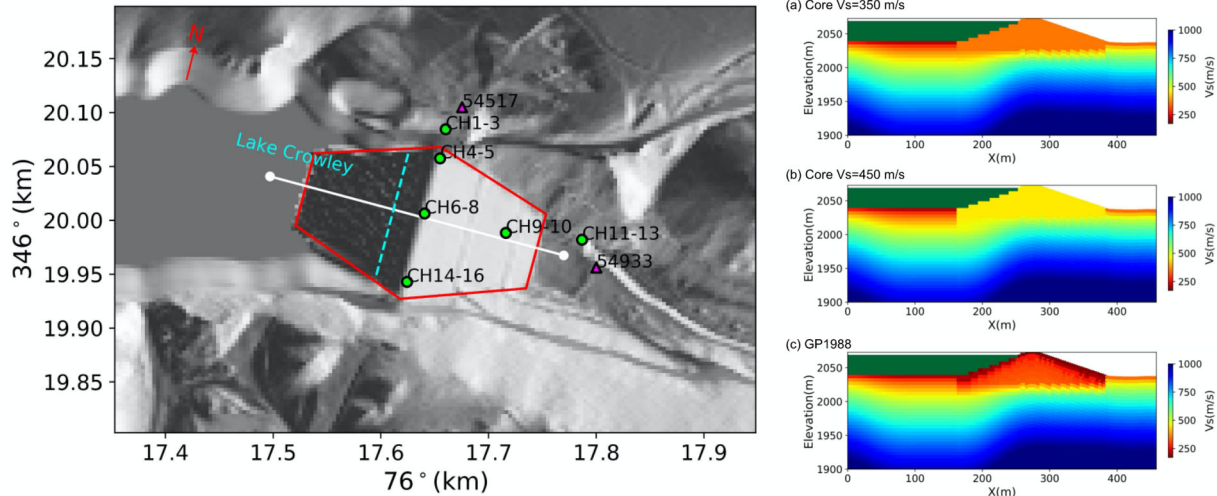 N
20.15
20.10
20.05
20.00
19.95
19.90
19.85
346° (km)
54517
CH1-3
CH4-5
Lake Crowley
CH6-8
CH9-10
CH11-13
54933
CH14-16
17.4 17.5 17.6 17.7 17.8 17.9
76° (km)
(a) Core Vs=350 m/s
Elevation(m)
2050
2000
1950
1900
0 100 200 300 400
X(m)
1000
750
500
250
Vs(m/s)
(b) Core Vs=450 m/s
Elevation(m)
2050
2000
1950
1900
0 100 200 300 400
X(m)
1000
750
500
250
Vs(m/s)
(c) GP1988
Elevation(m)
2050
2000
1950
1900
0 100 200 300 400
X(m)
1000
750
500
250
Vs(m/s)